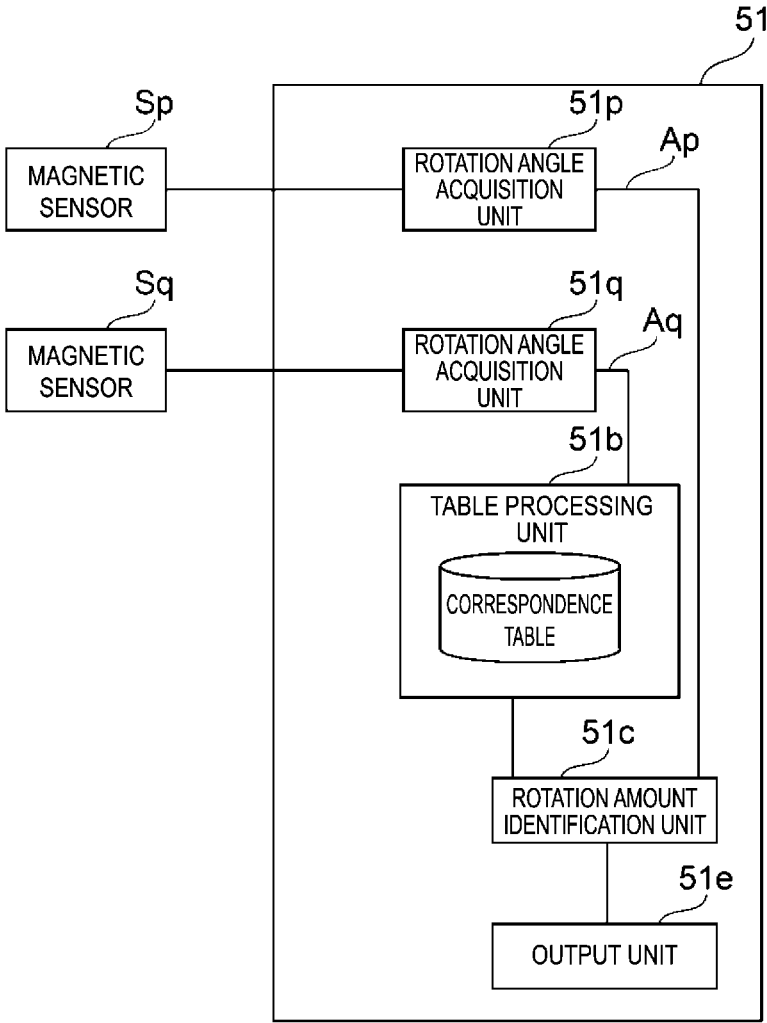 51
Sp
51p
Ap
MAGNETIC
SENSOR
ROTATION ANGLE
ACQUISITION
UNIT
Sq
51q
Aq
MAGNETIC
SENSOR
ROTATION ANGLE
ACQUISITION
UNIT
51b
TABLE PROCESSING
UNIT
CORRESPONDENCE
TABLE
51c
ROTATION AMOUNT
IDENTIFICATION UNIT
51e
OUTPUT UNIT